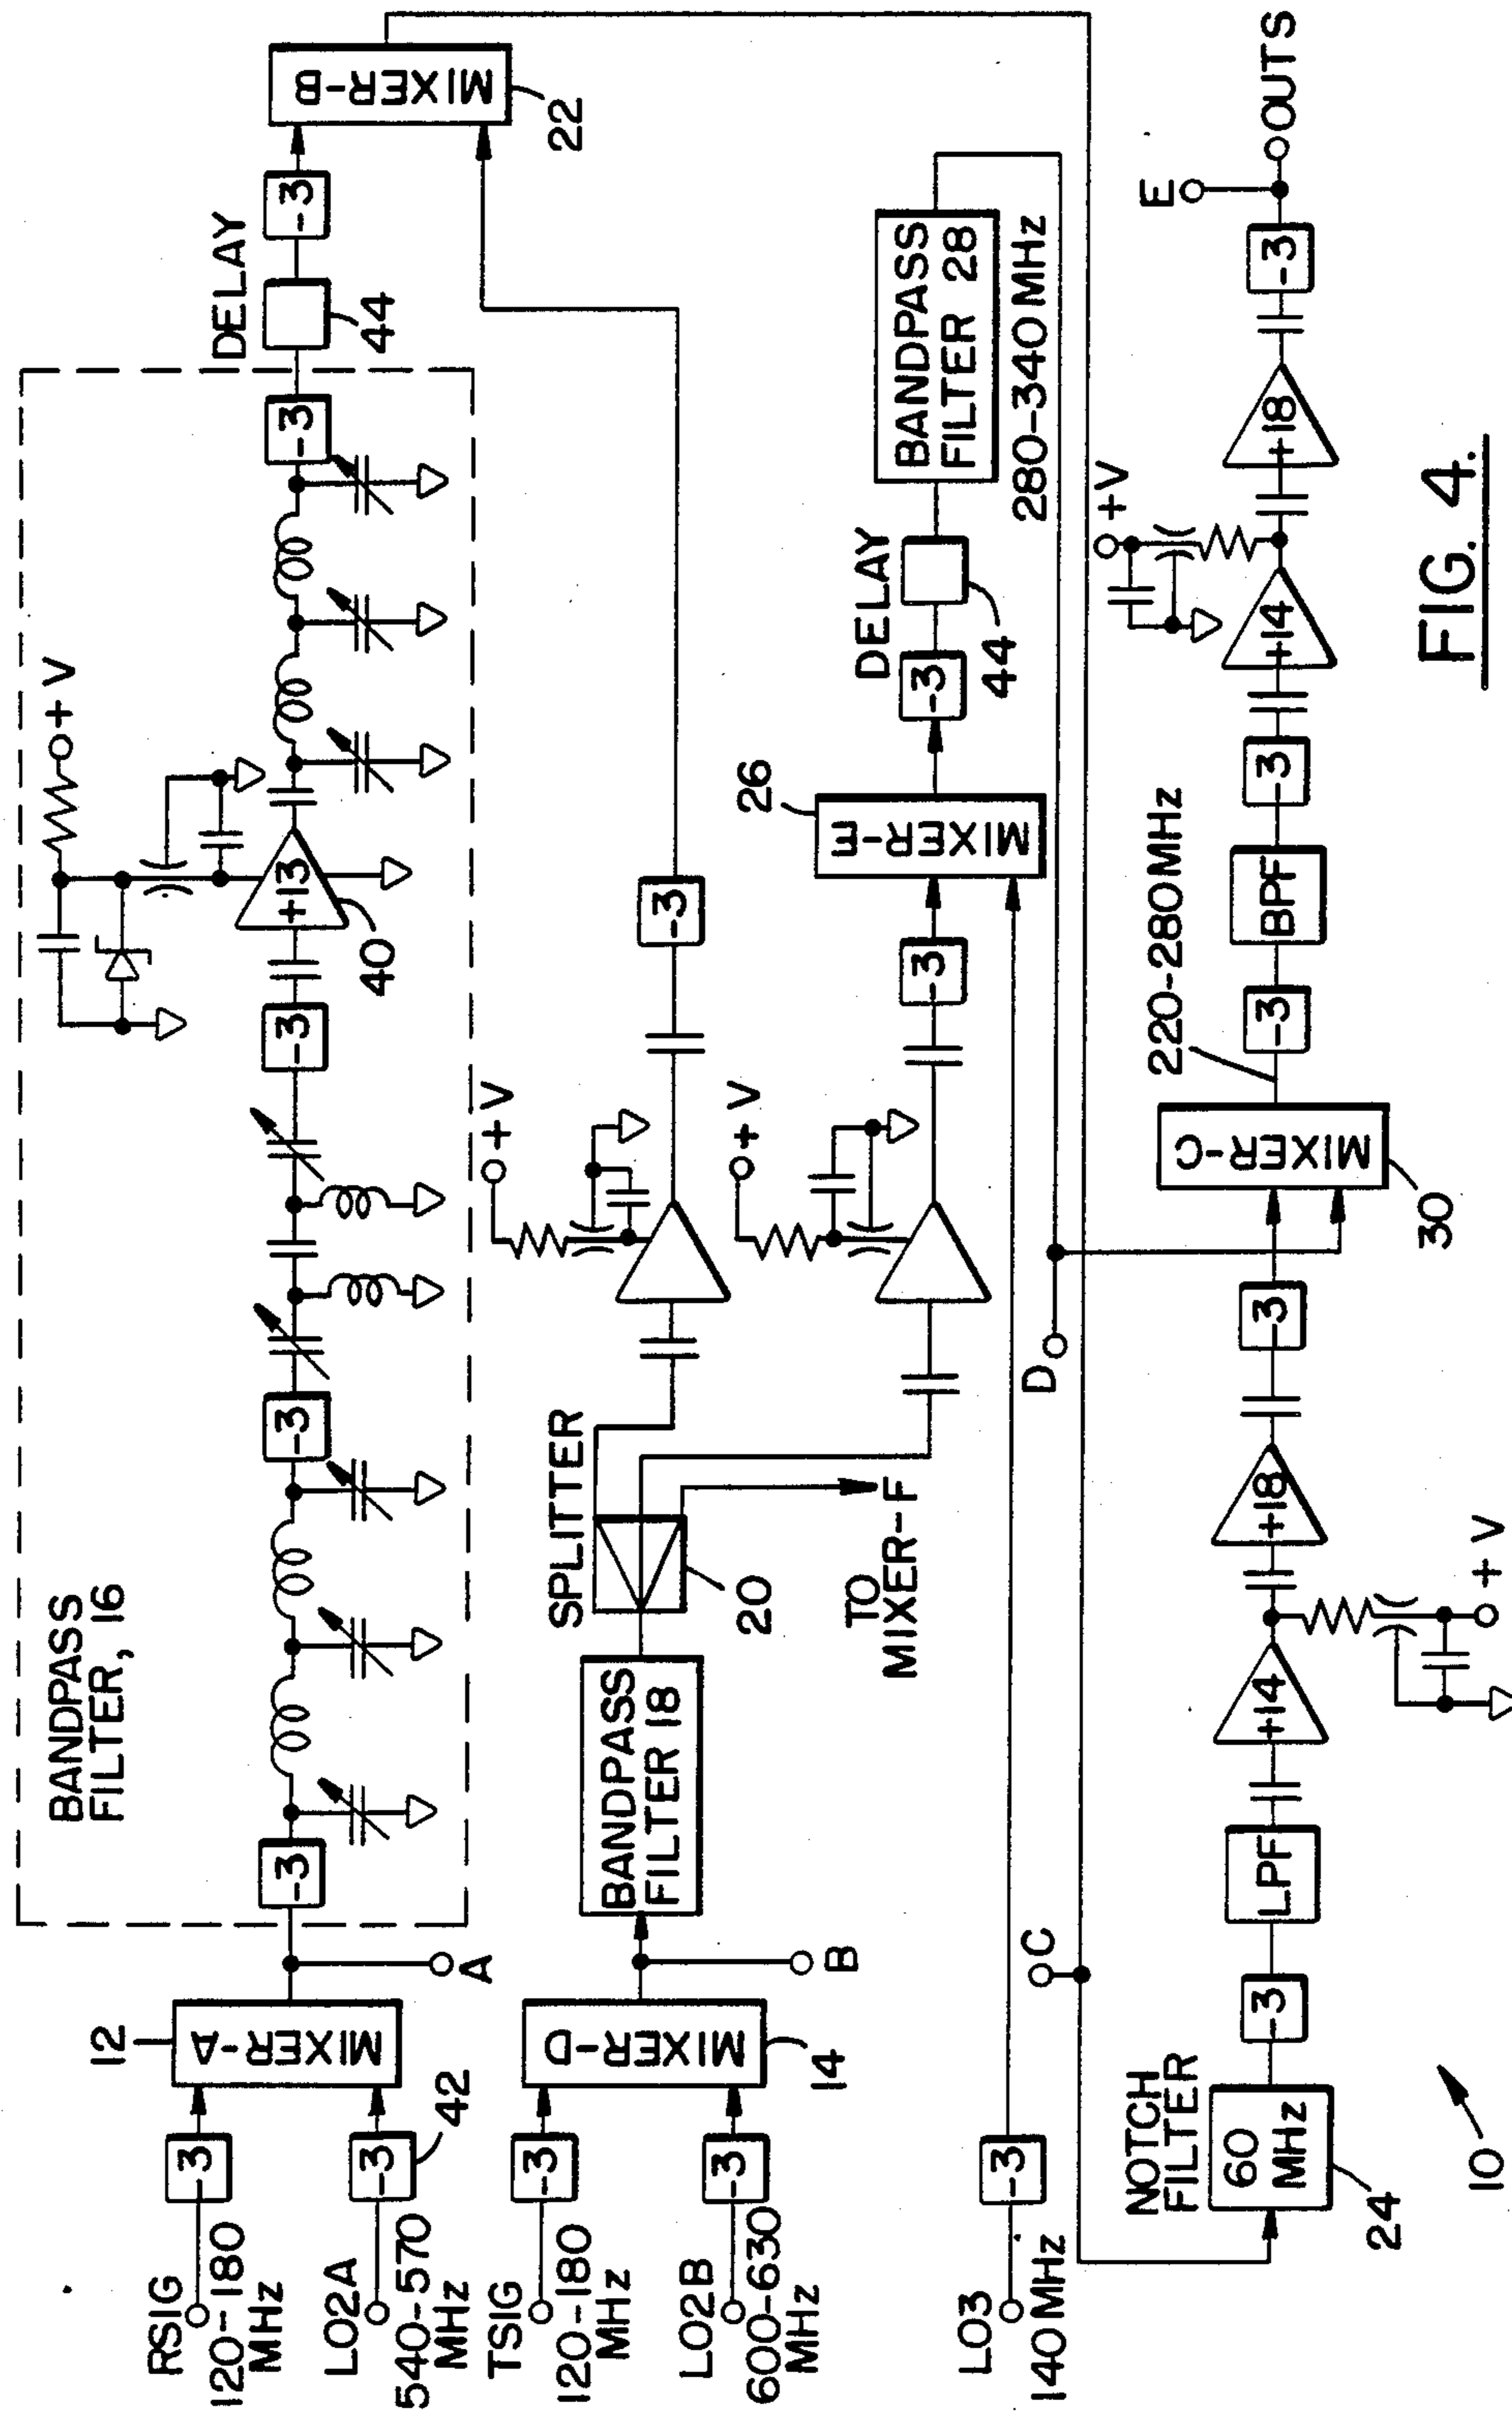 RSIG
120-180
MHz
-3
LO2A
540-570
MHz
-3
42
12
MIXER-A
A
BANDPASS
FILTER, 16
-3
-3
-3
+13
40
+V
-3
DELAY
44
-3
MIXER-B
22
TSIG
120-180
MHz
-3
LO2B
600-630
MHz
-3
MIXER-D
14
B
BANDPASS
FILTER 18
SPLITTER
20
TO
MIXER-F
+V
-3
+V
-3
26
MIXER-E
-3
DELAY
44
BANDPASS
FILTER 28
280-340 MHz
LO3
140 MHz
-3
C
D
NOTCH
FILTER
60
MHz
24
-3
LPF
+14
+V
+18
-3
MIXER-C
30
220-280MHz
-3
BPF
-3
+14
+V
+18
-3
E
OUTS
10
FIG. 4.